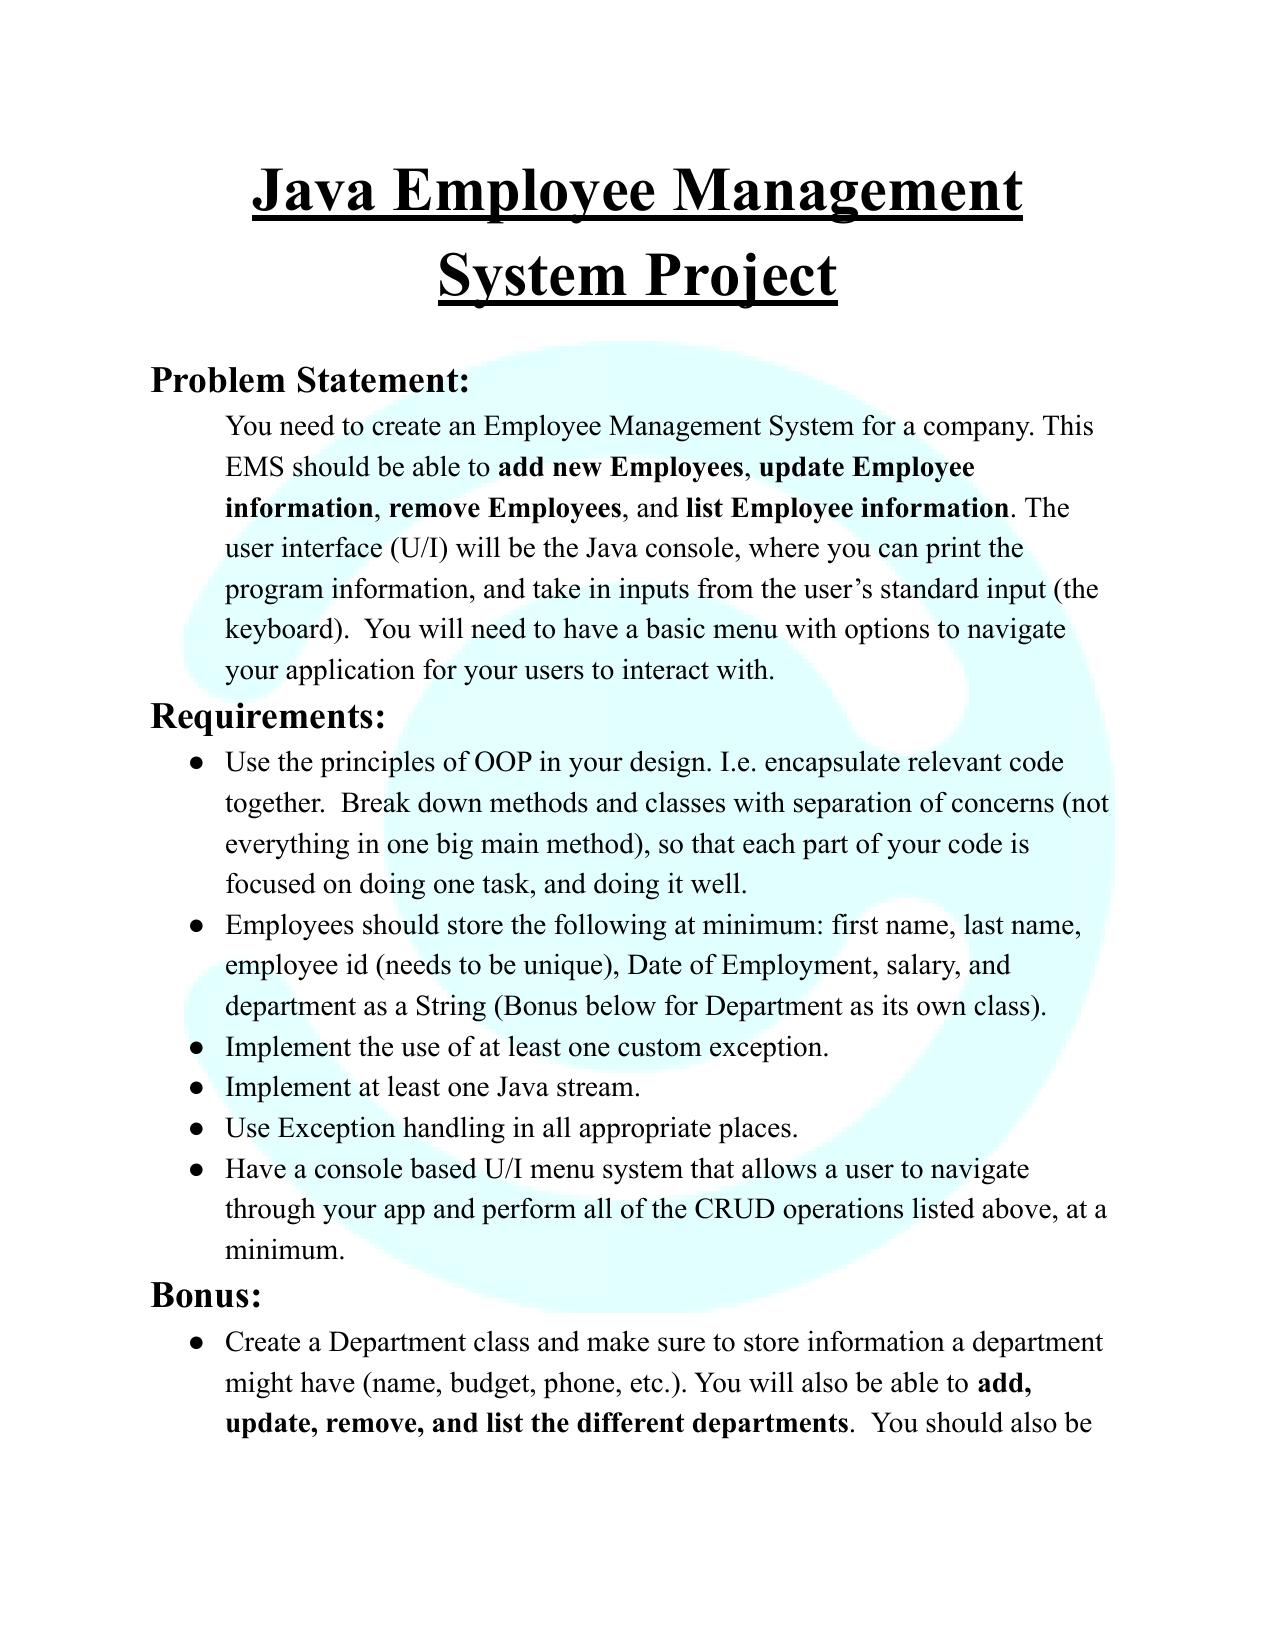 Java Employee Management
System Project
Problem Statement:
You need to create an Employee Management System for a company. This
EMS should be able to add new Employees, update Employee
information, remove Employees, and list Employee information. The
user interface (U/I) will be the Java console, where you can print the
program information, and take in inputs from the user’s standard input (the
keyboard).  You will need to have a basic menu with options to navigate
your application for your users to interact with.
Requirements:
● Use the principles of OOP in your design. I.e. encapsulate relevant code
together.  Break down methods and classes with separation of concerns (not
everything in one big main method), so that each part of your code is
focused on doing one task, and doing it well.
● Employees should store the following at minimum: first name, last name,
employee id (needs to be unique), Date of Employment, salary, and
department as a String (Bonus below for Department as its own class).
● Implement the use of at least one custom exception.
● Implement at least one Java stream.
● Use Exception handling in all appropriate places.
● Have a console based U/I menu system that allows a user to navigate
through your app and perform all of the CRUD operations listed above, at a
minimum.
Bonus:
● Create a Department class and make sure to store information a department
might have (name, budget, phone, etc.). You will also be able to add,
update, remove, and list the different departments.  You should also be